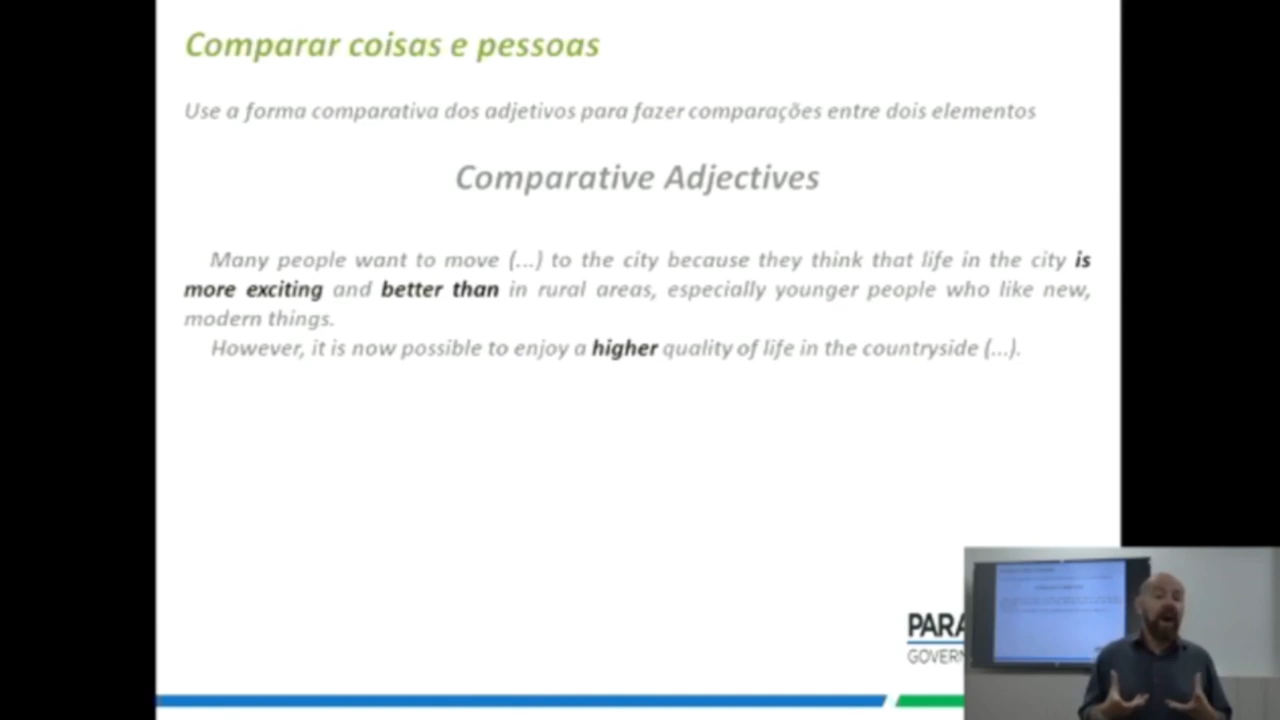 Comparar coisas e pessoas
Use a forma comparativa dos adjetivos para fazer comparações entre dois elementos
Comparative Adjectives
Many people want to move (...) to the city because they think that life in the city is
more exciting and better than in rural areas, especially younger people who like new,
modern things.
However, it is now possible to enjoy a higher quality of life in the countryside (...).
PARA
GOVERN